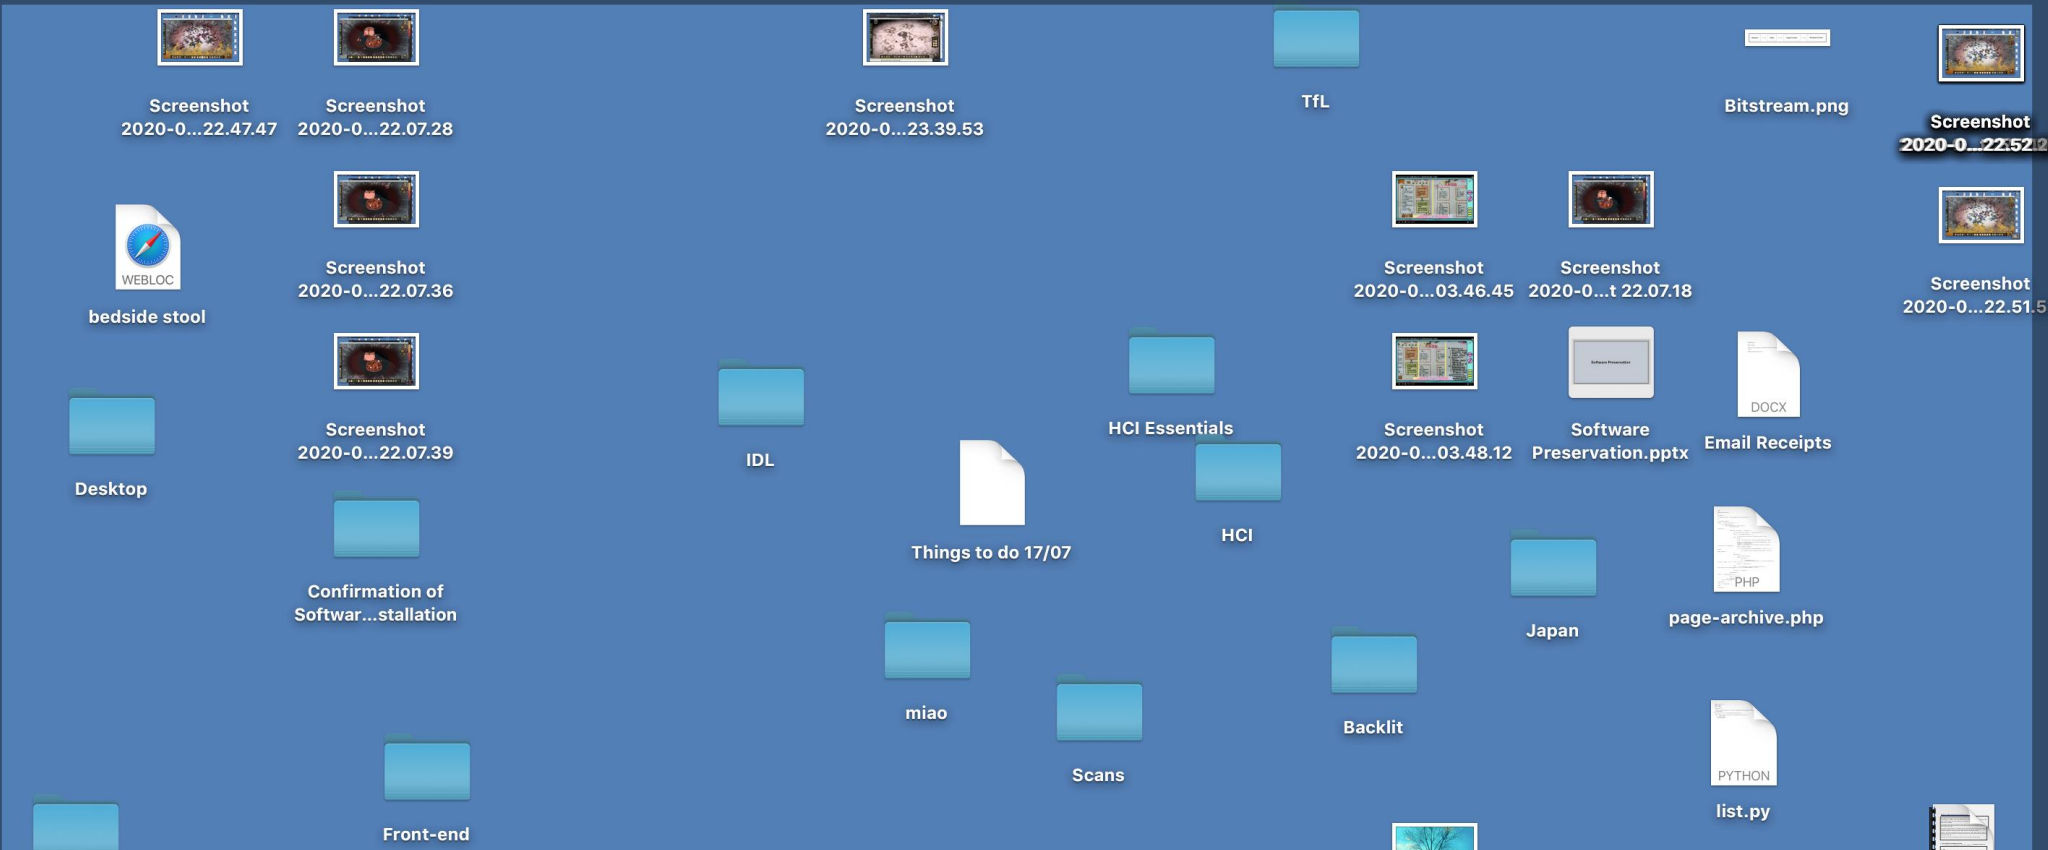 Screenshot
2020-0...22.47.47
Screenshot
2020-0...22.07.28
Screenshot
2020-0...23.39.53
TfL
Bitstream.png
Screenshot
2020-0...22.52
WEBLOC
bedside stool
Screenshot
2020-0...22.07.36
Screenshot
2020-0...03.46.45
Screenshot
2020-0...t 22.07.18
Screenshot
2020-0...22.51.5
Desktop
Screenshot
2020-0...22.07.39
IDL
HCI Essentials
Screenshot
2020-0...03.48.12
Software Preservation
Software
Preservation.pptx
DOCX
Email Receipts
Things to do 17/07
HCI
Confirmation of
Softwar...stallation
Japan
PHP
page-archive.php
miao
Scans
Backlit
PYTHON
list.py
Front-end